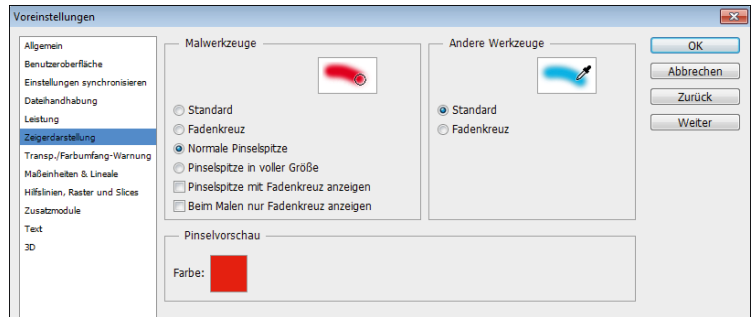 Voreinstellungen
Allgemein
Benutzeroberfläche
Einstellungen synchronisieren
Dateihandhabung
Leistung
Zeigerdarstellung
Transp./Farbumfang-Warnung
Maßeinheiten & Lineale
Hilfslinien, Raster und Slices
Zusatzmodule
Text
3D
Malwerkzeuge
Standard
Fadenkreuz
Normale Pinselspitze
Pinselspitze in voller Größe
Pinselspitze mit Fadenkreuz anzeigen
Beim Malen nur Fadenkreuz anzeigen
Andere Werkzeuge
Standard
Fadenkreuz
Pinselvorschau
Farbe:
OK
Abbrechen
Zurück
Weiter